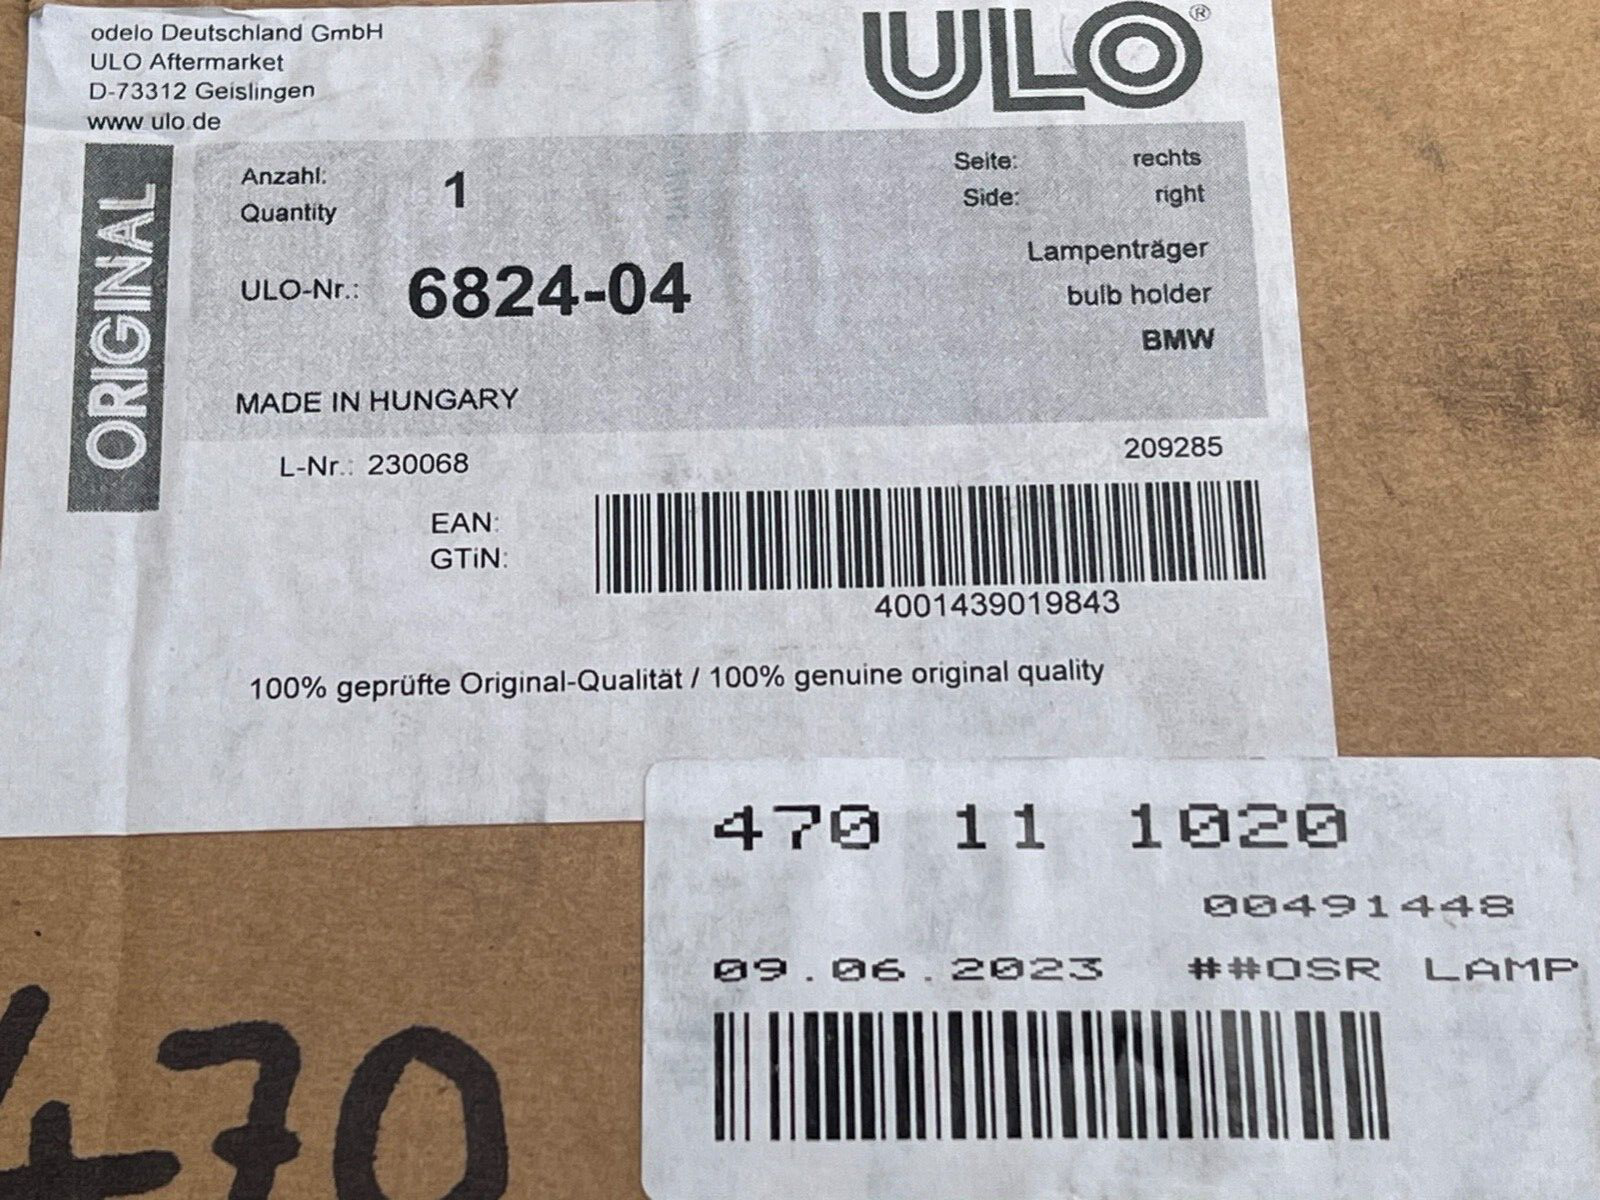 odelo Deutschland GmbH
ULO Aftermarket
D-73312 Geislingen
www.ulo.de
ULO®
ORIGINAL
Anzahl: 1
Quantity
Seite: rechts
Side: right
ULO-Nr.: 6824-04
Lampenträger
bulb holder
BMW
MADE IN HUNGARY
L-Nr.: 230068
209285
EAN:
GTiN:
4001439019843
100% geprüfte Original-Qualität / 100% genuine original quality
470 11 1020
00491448
09.06.2023 ##OSR LAMP
470